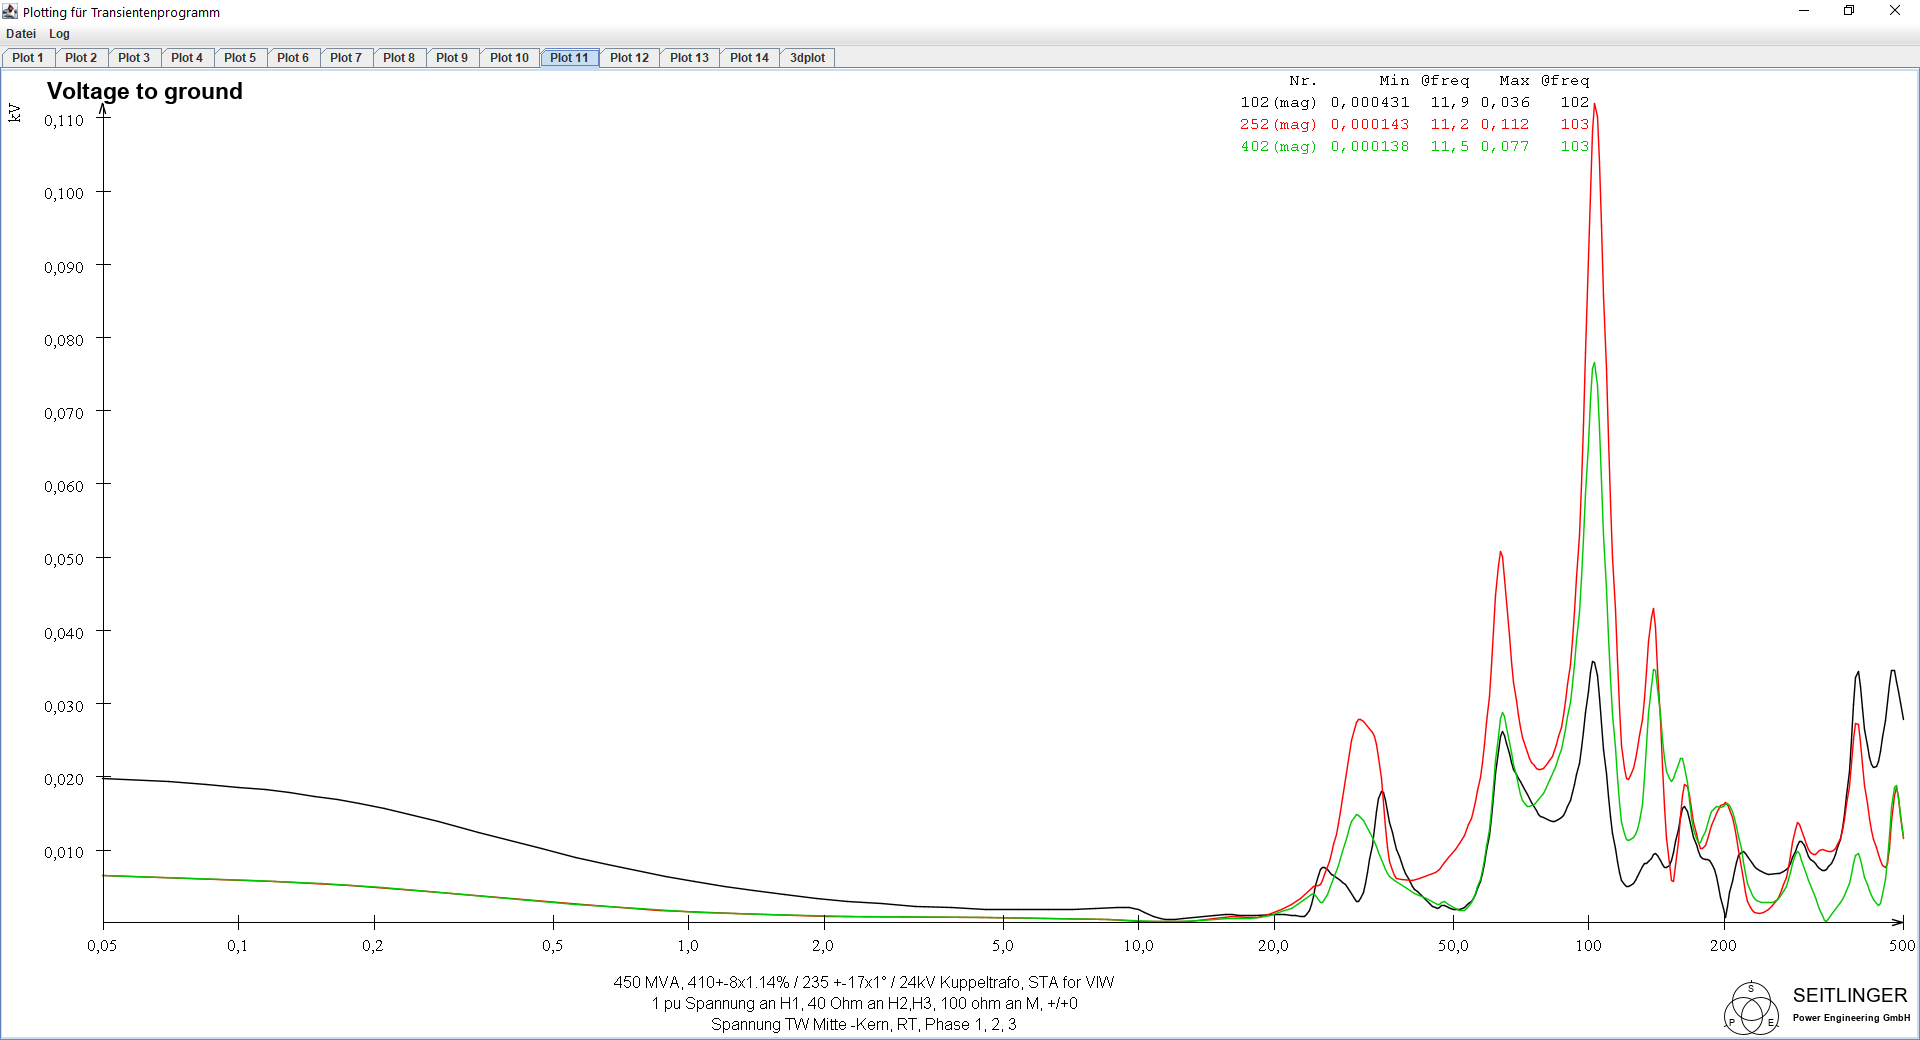 Plotting für Transientenprogramm
Datei Log
Plot 1 Plot 2 Plot 3 Plot 4 Plot 5 Plot 6 Plot 7 Plot 8 Plot 9 Plot 10 Plot 11 Plot 12 Plot 13 Plot 14 3dplot
Voltage to ground
kV
Nr. Min @freq Max @freq
102(mag) 0,000431 11,9 0,036 102
252(mag) 0,000143 11,2 0,112 103
402(mag) 0,000138 11,5 0,077 103
0,110
0,100
0,090
0,080
0,070
0,060
0,050
0,040
0,030
0,020
0,010
0,05 0,1 0,2 0,5 1,0 2,0 5,0 10,0 20,0 50,0 100 200 500
450 MVA, 410+-8x1.14% / 235 +-17x1° / 24kV Kuppeltrafo, STA for VIW
1 pu Spannung an H1, 40 Ohm an H2,H3, 100 ohm an M, +/+0
Spannung TW Mitte -Kern, RT, Phase 1, 2, 3
S
P E
SEITLINGER
Power Engineering GmbH